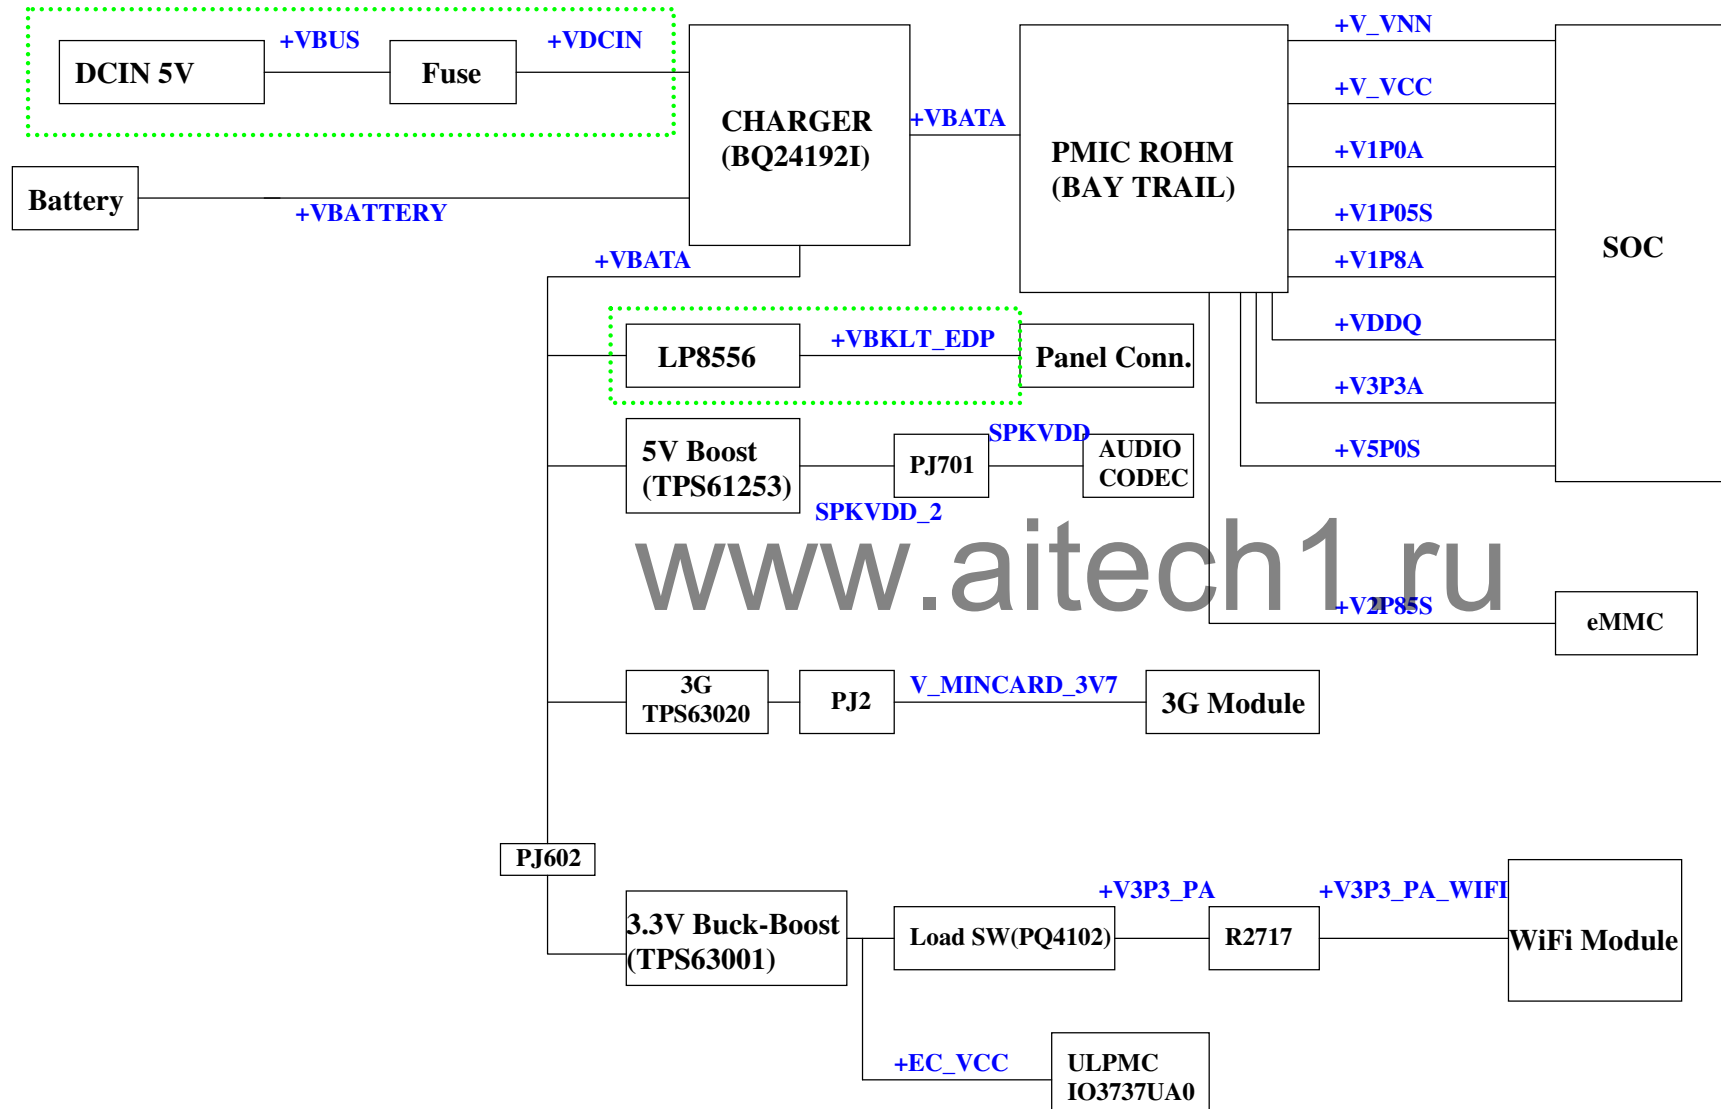 +VBUS
+VDCIN
DCIN 5V
Fuse
CHARGER
(BQ24192I)
+VBATA
PMIC ROHM
(BAY TRAIL)
+V_VNN
+V_VCC
+V1P0A
+V1P05S
+V1P8A
+VDDQ
+V3P3A
+V5P0S
SOC
Battery
+VBATTERY
+VBATA
LP8556
+VBKLT_EDP
Panel Conn.
5V Boost
(TPS61253)
SPKVDD_2
PJ701
SPKVDD
AUDIO
CODEC
www.aitech1.ru
+V2P85S
eMMC
3G
TPS63020
PJ2
V_MINCARD_3V7
3G Module
PJ602
3.3V Buck-Boost
(TPS63001)
Load SW(PQ4102)
+V3P3_PA
R2717
+V3P3_PA_WIFI
WiFi Module
+EC_VCC
ULPMC
IO3737UA0